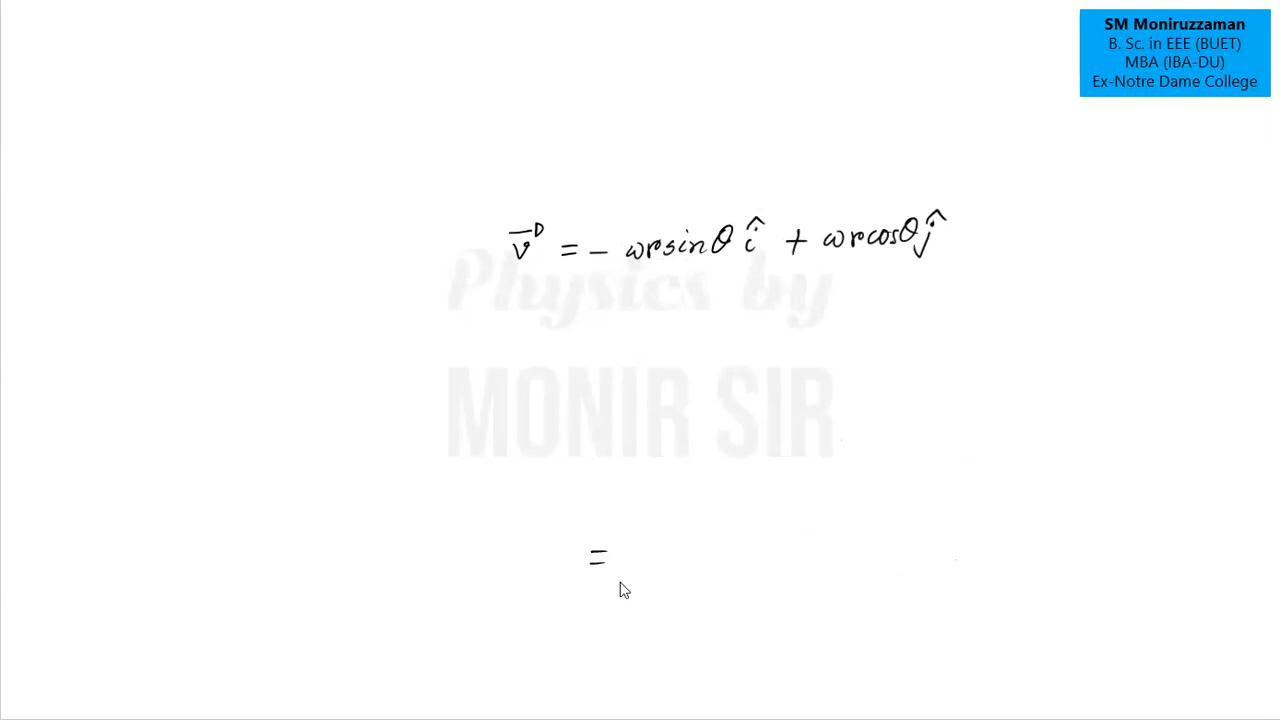 SM Moniruzzaman
B. Sc. in EEE (BUET)
MBA (IBA-DU)
Ex-Notre Dame College
v⃗ = - ωr sinθ î + ωr cosθ ĵ
Physics by
MONIR SIR
=